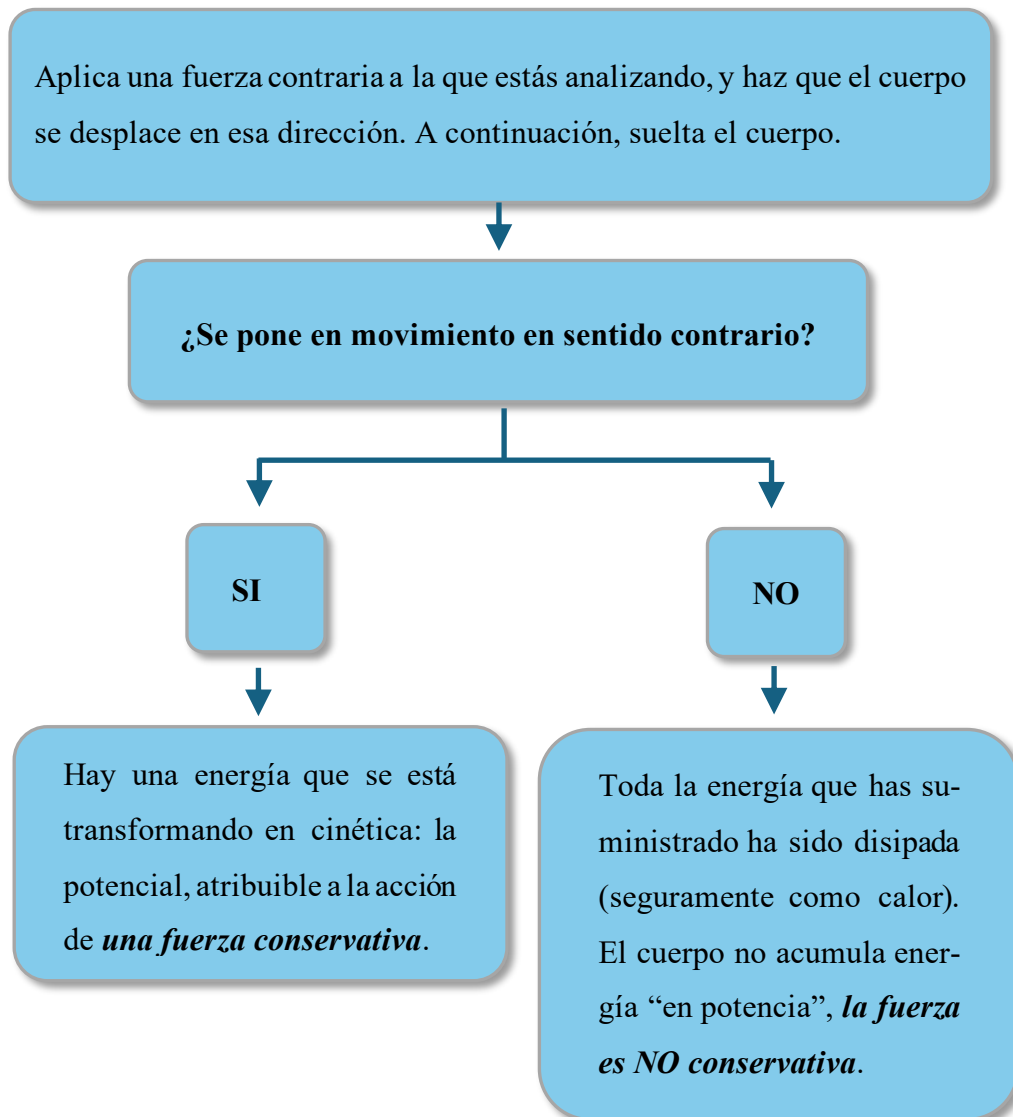 Aplica una fuerza contraria a la que estás analizando, y haz que el cuerpo
se desplace en esa dirección. A continuación, suelta el cuerpo.
¿Se pone en movimiento en sentido contrario?
SI
NO
Hay una energía que se está
transformando en cinética: la
potencial, atribuible a la acción
de una fuerza conservativa.
Toda la energía que has su-
ministrado ha sido disipada
(seguramente como calor).
El cuerpo no acumula ener-
gía “en potencia”, la fuerza
es NO conservativa.